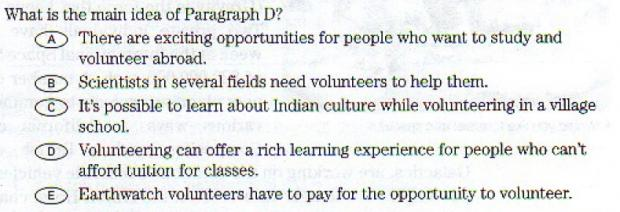 What is the main idea of Paragraph D?
A There are exciting opportunities for people who want to study and
volunteer abroad.
B Scientists in several fields need volunteers to help them.
C It's possible to learn about Indian culture while volunteering in a village
school.
D Volunteering can offer a rich learning experience for people who can't
afford tuition for classes.
E Earthwatch volunteers have to pay for the opportunity to volunteer.